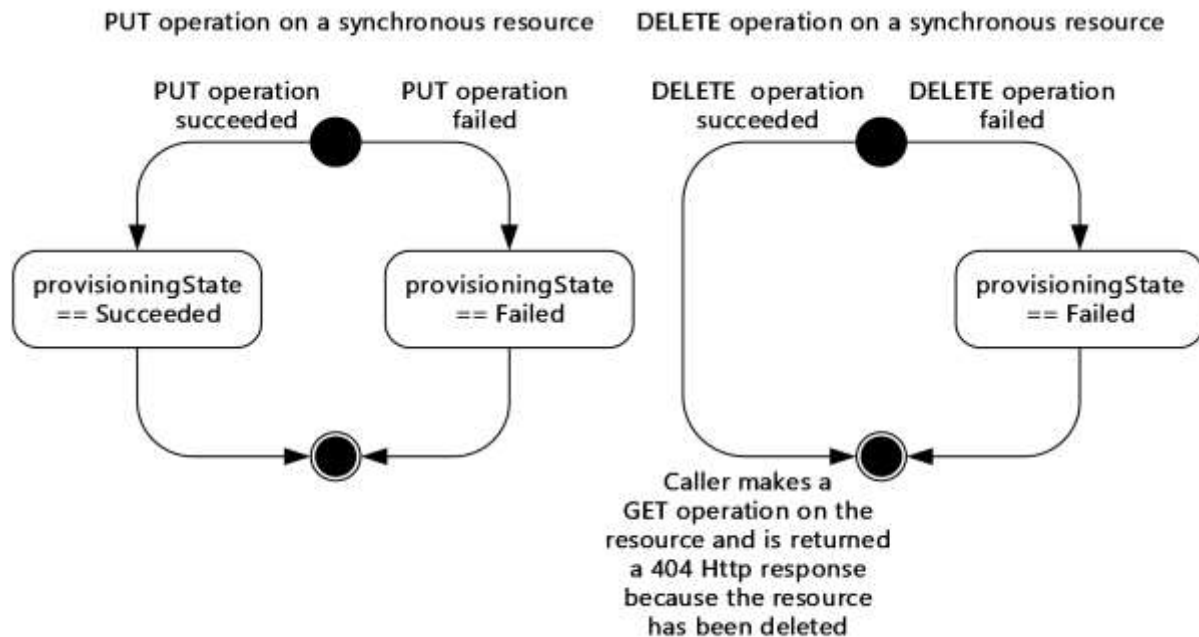 PUT operation on a synchronous resource
PUT operation
succeeded
PUT operation
failed
provisioningState
== Succeeded
provisioningState
== Failed
DELETE operation on a synchronous resource
DELETE operation
succeeded
DELETE operation
failed
provisioningState
== Failed
Caller makes a
GET operation on the
resource and is returned
a 404 Http response
because the resource
has been deleted